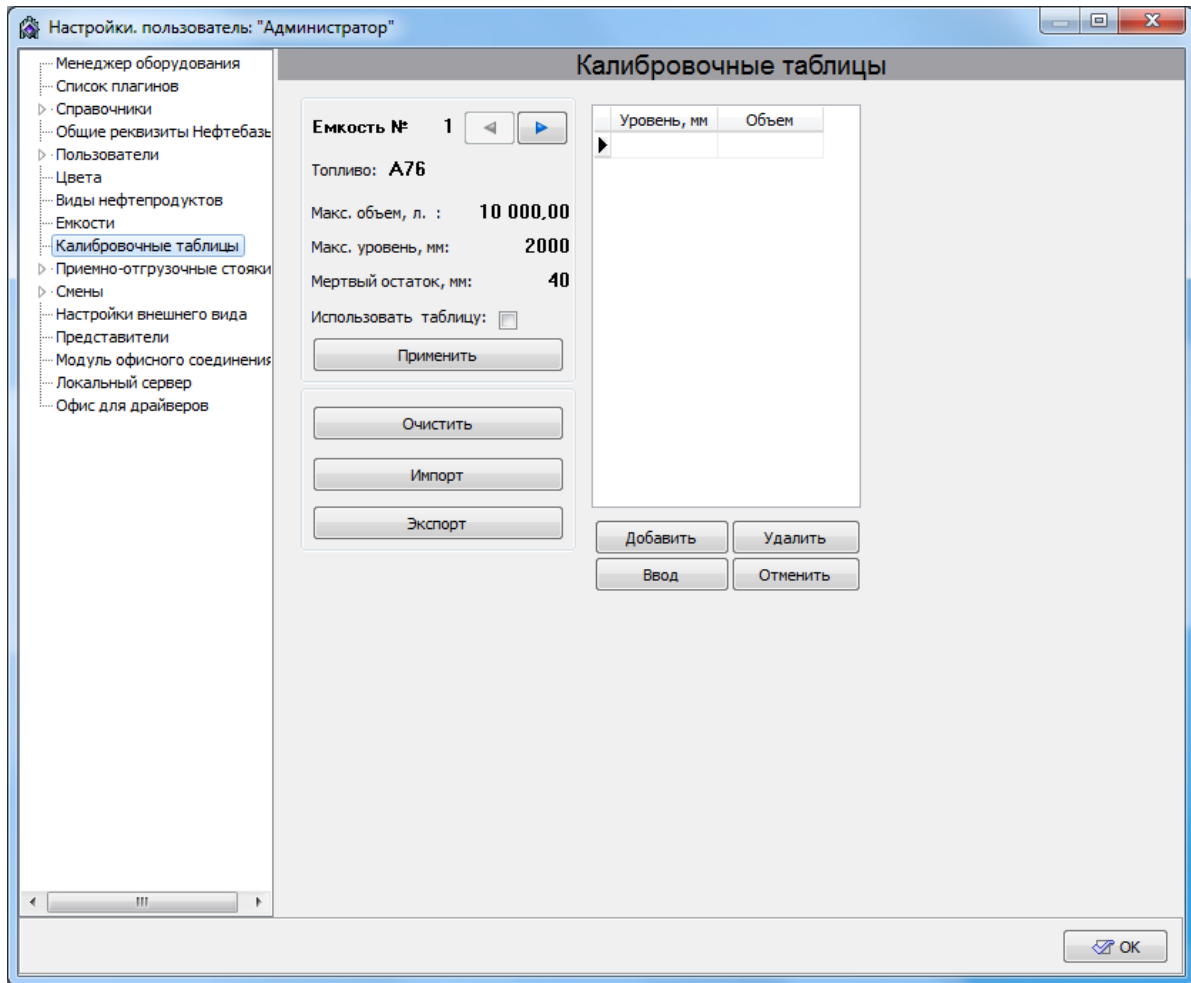 Настройки. пользователь: "Администратор"
Менеджер оборудования
Список плагинов
Справочники
Общие реквизиты Нефтебазь
Пользователи
Цвета
Виды нефтепродуктов
Емкости
Калибровочные таблицы
Приемно-отгрузочные стояки
Смены
Настройки внешнего вида
Представители
Модуль офисного соединения
Локальный сервер
Офис для драйверов
Калибровочные таблицы
Емкость № 1
Топливо: А76
Макс. объем, л. : 10 000,00
Макс. уровень, мм: 2000
Мертвый остаток, мм: 40
Использовать таблицу:
Применить
Очистить
Импорт
Экспорт
Уровень, мм Объем
Добавить Удалить
Ввод Отменить
OK